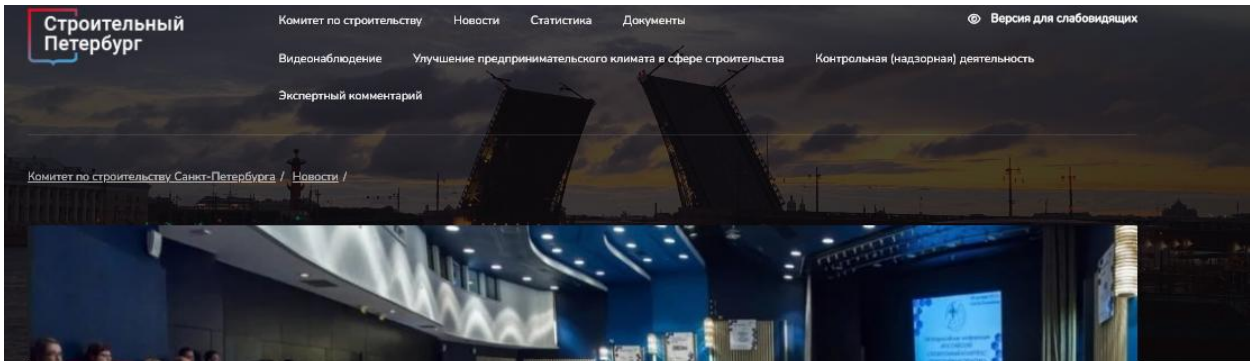 Строительный
Петербург
Комитет по строительству Новости Статистика Документы
Версия для слабовидящих
Видеонаблюдение Улучшение предпринимательского климата в сфере строительства Контрольная (надзорная) деятельность
Экспертный комментарий
Комитет по строительству Санкт-Петербурга / Новости /